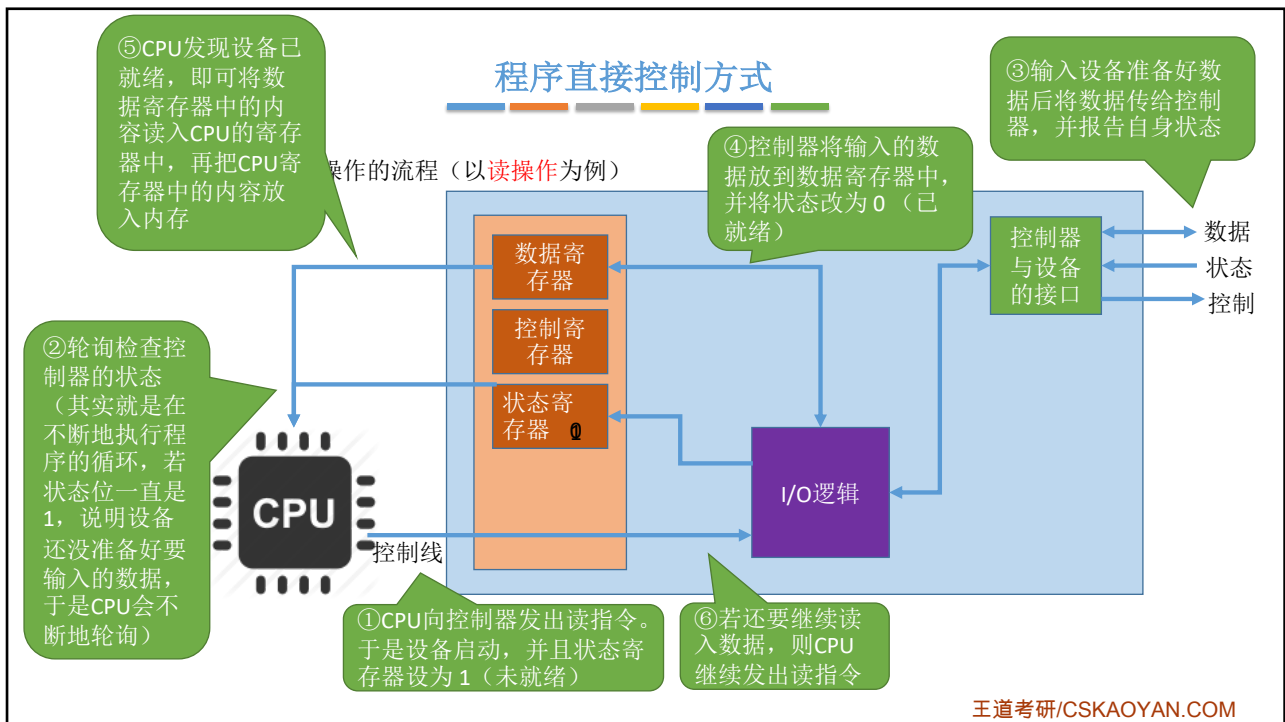 程序直接控制方式
操作的流程（以读操作为例）
⑤CPU发现设备已
就绪，即可将数
据寄存器中的内
容读入CPU的寄存
器中，再把CPU寄
存器中的内容放
入内存
③输入设备准备好数
据后将数据传给控制
器，并报告自身状态
④控制器将输入的数
据放到数据寄存器中，
并将状态改为 0 （已
就绪）
数据寄
存器
控制寄
存器
状态寄
存器
控制器
与设备
的接口
数据
状态
控制
②轮询检查控
制器的状态
（其实就是在
不断地执行程
序的循环，若
状态位一直是
1，说明设备
还没准备好要
输入的数据，
于是CPU会不
断地轮询）
CPU
I/O逻辑
控制线
①CPU向控制器发出读指令。
于是设备启动，并且状态寄
存器设为 1（未就绪）
⑥若还要继续读
入数据，则CPU
继续发出读指令
王道考研/CSKAOYAN.COM